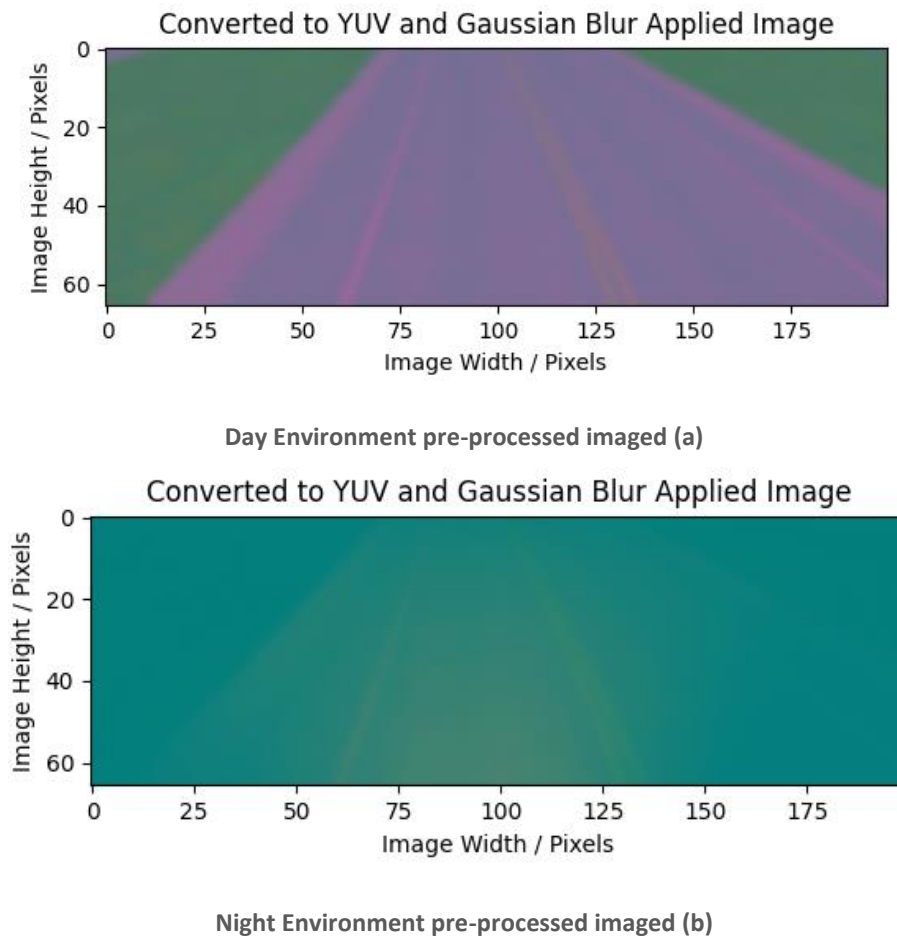 Converted to YUV and Gaussian Blur Applied Image
0
20
40
60
Image Height / Pixels
0 25 50 75 100 125 150 175
Image Width / Pixels
Day Environment pre-processed imaged (a)
Converted to YUV and Gaussian Blur Applied Image
0
20
40
60
Image Height / Pixels
0 25 50 75 100 125 150 175
Image Width / Pixels
Night Environment pre-processed imaged (b)